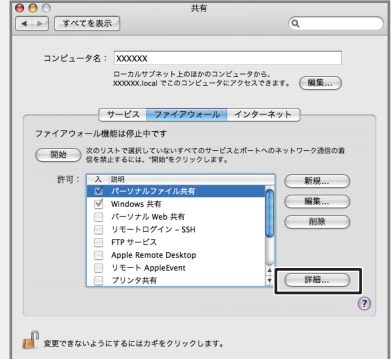 共有
すべてを表示
コンピュータ名： XXXXXX
ローカルサブネット上のほかのコンピュータから、
XXXXXX.local でこのコンピュータにアクセスできます。
編集...
サービス ファイアウォール インターネット
ファイアウォール機能は停止中です
開始
次のリストで選択していないすべてのサービスとポートへのネットワーク通信の着
信を禁止するには、“開始”をクリックします。
許可：
入 説明
パーソナルファイル共有
Windows 共有
パーソナル Web 共有
リモートログイン – SSH
FTP サービス
Apple Remote Desktop
リモート AppleEvent
プリンタ共有
新規...
編集...
削除
詳細...
?
変更できないようにするにはカギをクリックします。